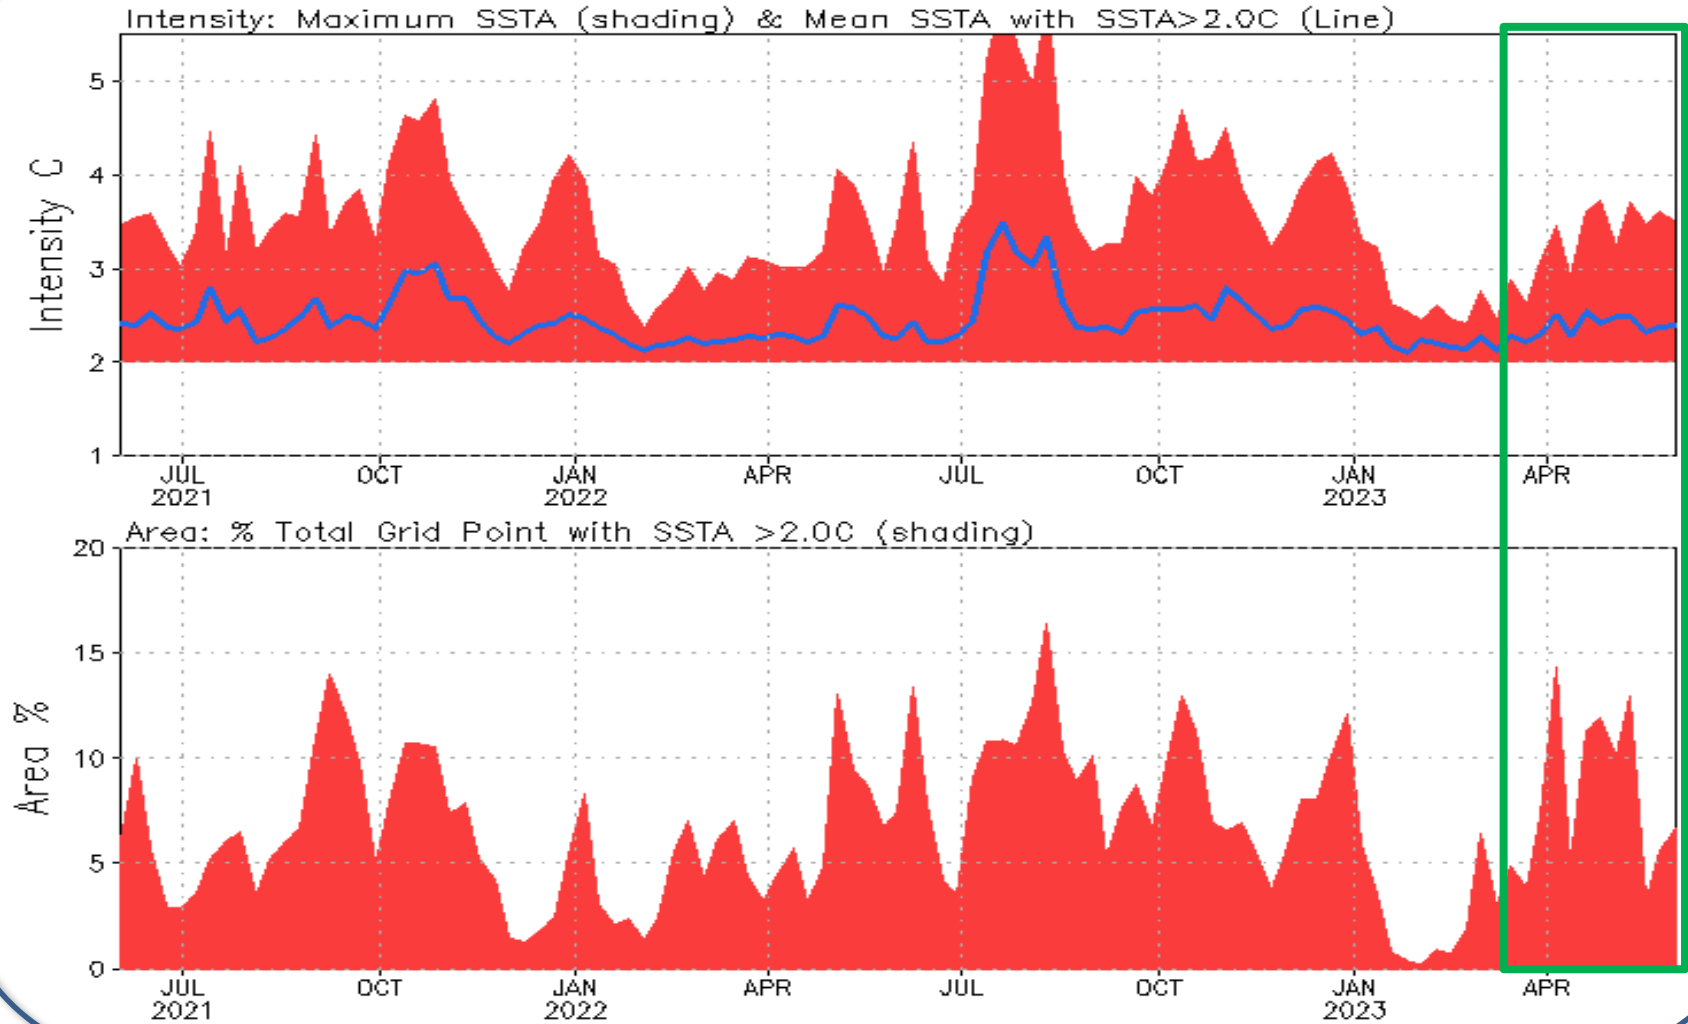 Intensity: Maximum SSTA (shading) & Mean SSTA with SSTA>2.0C (Line)
Intensity C
5
4
3
2
1
JUL OCT JAN APR JUL OCT JAN APR
2021 2022 2023
Area: % Total Grid Point with SSTA >2.0C (shading)
Area %
20
15
10
5
0
JUL OCT JAN APR JUL OCT JAN APR
2021 2022 2023